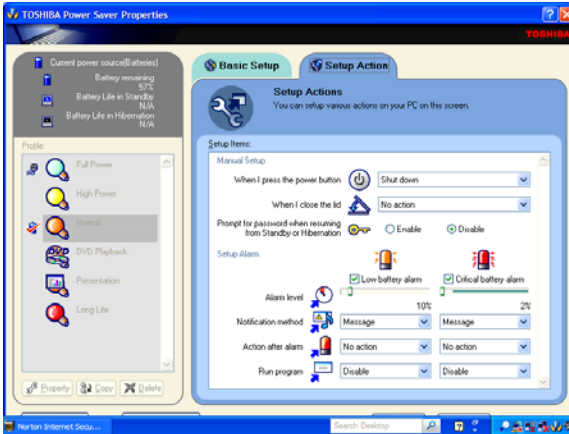 TOSHIBA Power Saver Properties
TOSHIBA
Current power source(Batteries)
Battery remaining
57%
Battery Life in Standby
N/A
Battery Life in Hibernation
N/A
Profile:
Full Power
High Power
Normal
DVD Playback
Presentation
Long Life
Property
Copy
Delete
Basic Setup
Setup Action
Setup Actions
You can setup various actions on your PC on this screen.
Setup Items:
Manual Setup
When I press the power button
Shut down
When I close the lid
No action
Prompt for password when resuming
from Standby or Hibernation
Enable
Disable
Setup Alarm
Low battery alarm
Critical battery alarm
Alarm level
10%
2%
Notification method
Message
Message
Action after alarm
No action
No action
Run program
Disable
Disable
Norton Internet Secu...
Search Desktop